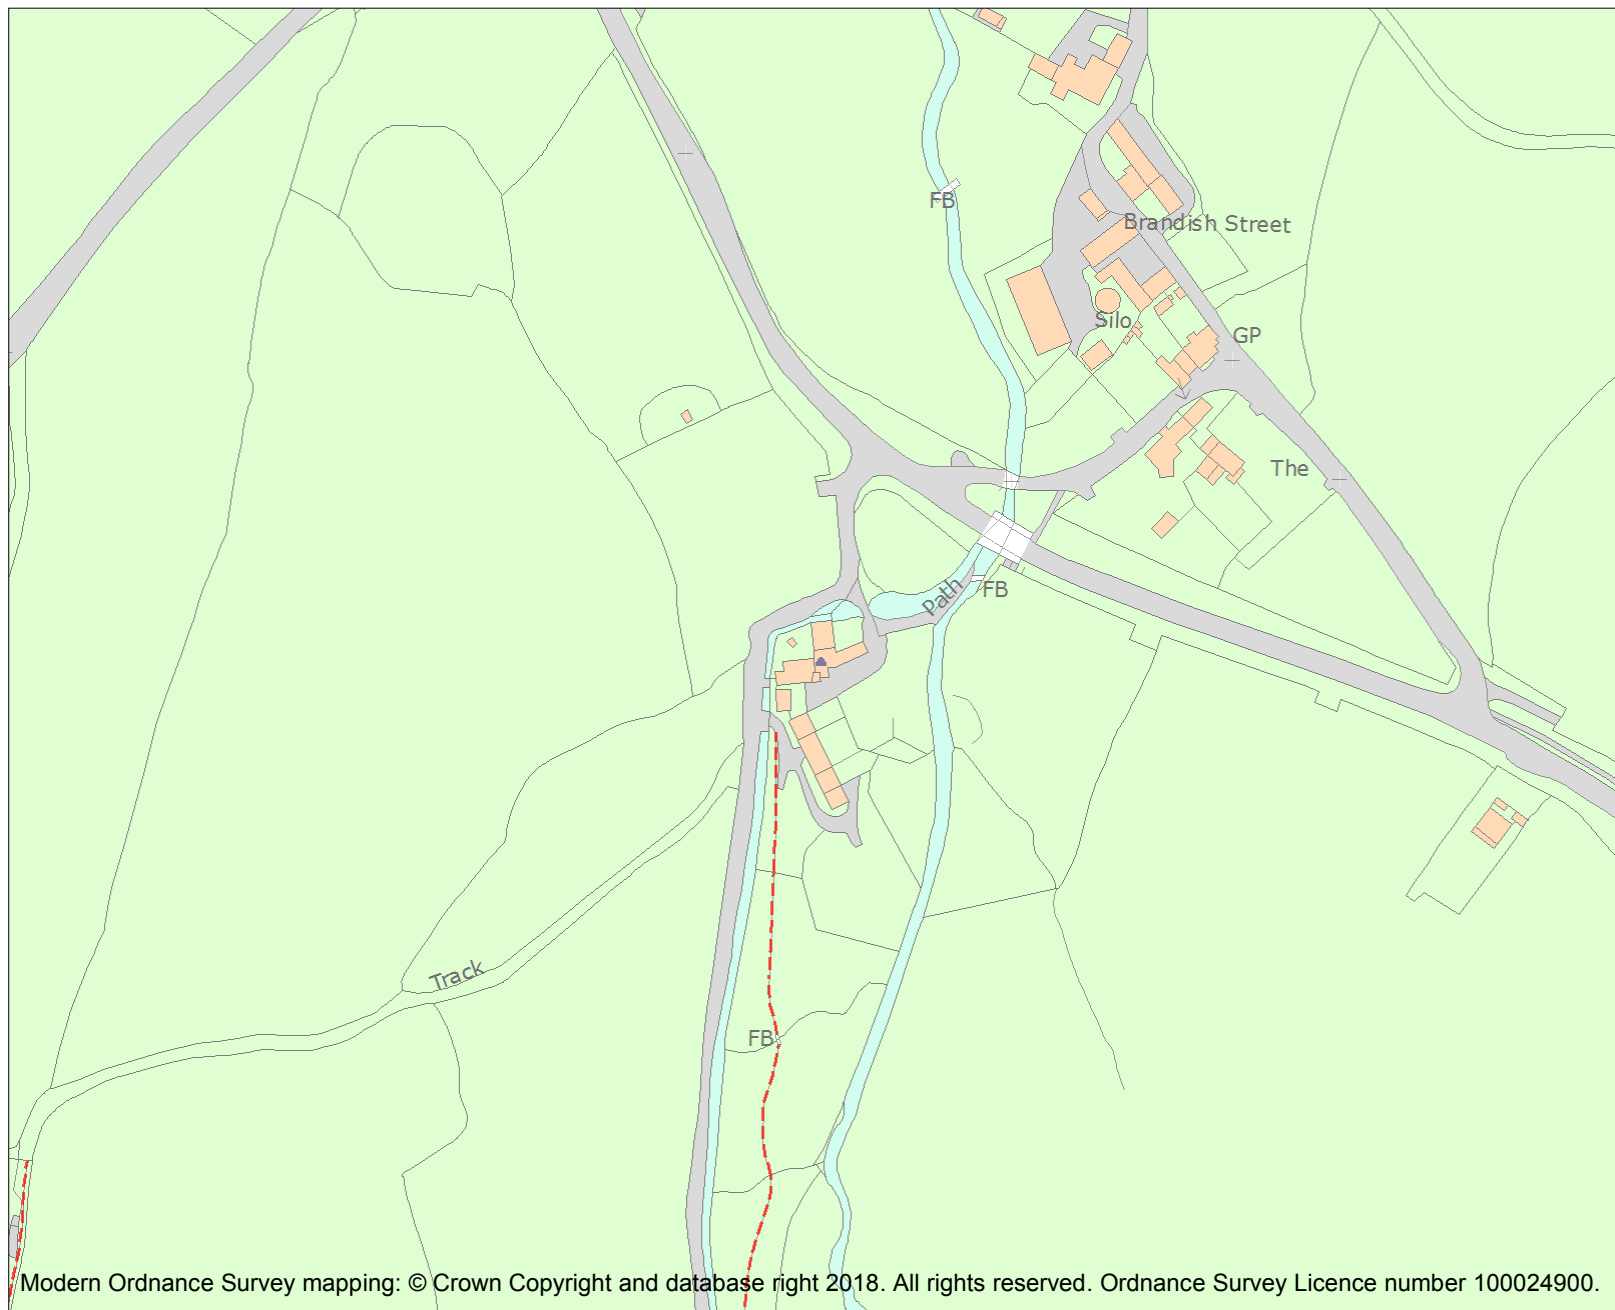 FB
Brandish Street
Silo
GP
The
FB
Path
Track
FB
Modern Ordnance Survey mapping: © Crown Copyright and database right 2018. All rights reserved. Ordnance Survey Licence number 100024900.